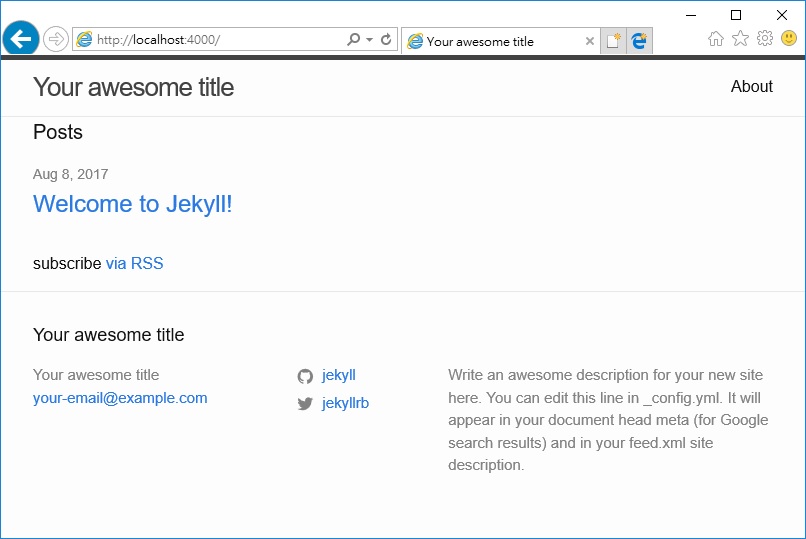 http://localhost:4000/
Your awesome title
Your awesome title
About
Posts
Aug 8, 2017
Welcome to Jekyll!
subscribe via RSS
Your awesome title
Your awesome title
your-email@example.com
jekyll
jekyllrb
Write an awesome description for your new site
here. You can edit this line in _config.yml. It will
appear in your document head meta (for Google
search results) and in your feed.xml site
description.